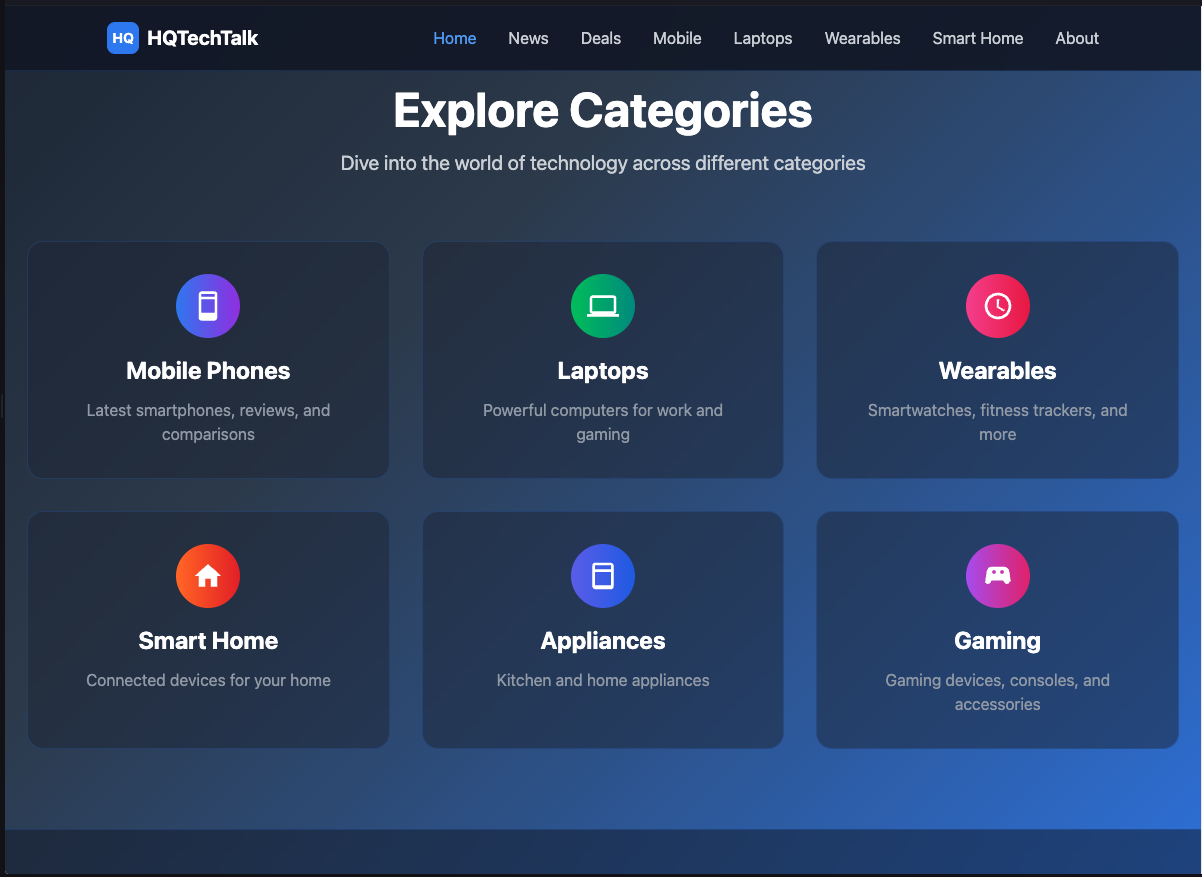 HQ HQTechTalk Home News Deals Mobile Laptops Wearables Smart Home About
Explore Categories
Dive into the world of technology across different categories
Mobile Phones
Latest smartphones, reviews, and
comparisons
Laptops
Powerful computers for work and
gaming
Wearables
Smartwatches, fitness trackers, and
more
Smart Home
Connected devices for your home
Appliances
Kitchen and home appliances
Gaming
Gaming devices, consoles, and
accessories